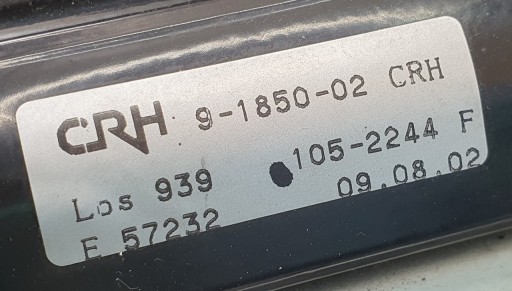 CRH 9-1850-02 CRH
Los 939 105-2244 F
E 57232 09.08.02